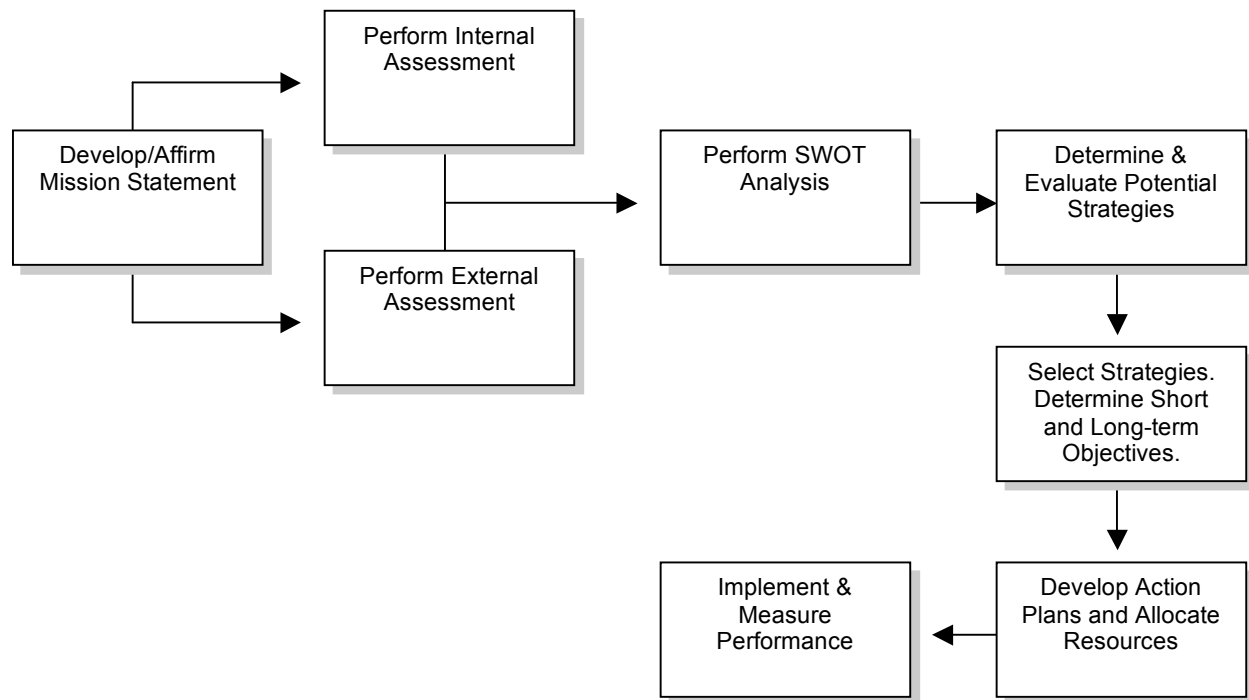 Perform Internal
Assessment
Develop/Affirm
Mission Statement
Perform External
Assessment
Perform SWOT
Analysis
Determine &
Evaluate Potential
Strategies
Select Strategies.
Determine Short
and Long-term
Objectives.
Develop Action
Plans and Allocate
Resources
Implement &
Measure
Performance